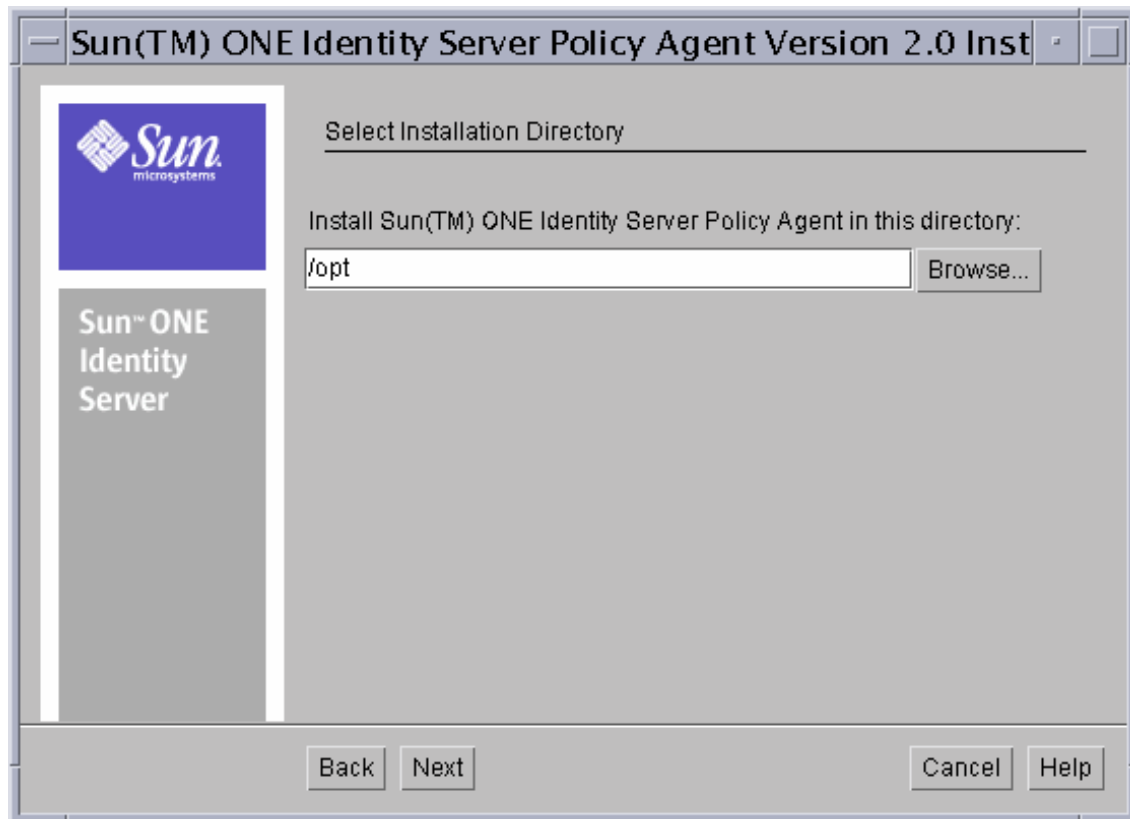 Sun(TM) ONE Identity Server Policy Agent Version 2.0 Inst
Sun
microsystems
Sun™ ONE
Identity
Server
Select Installation Directory
Install Sun(TM) ONE Identity Server Policy Agent in this directory:
/opt
Browse...
Back
Next
Cancel
Help